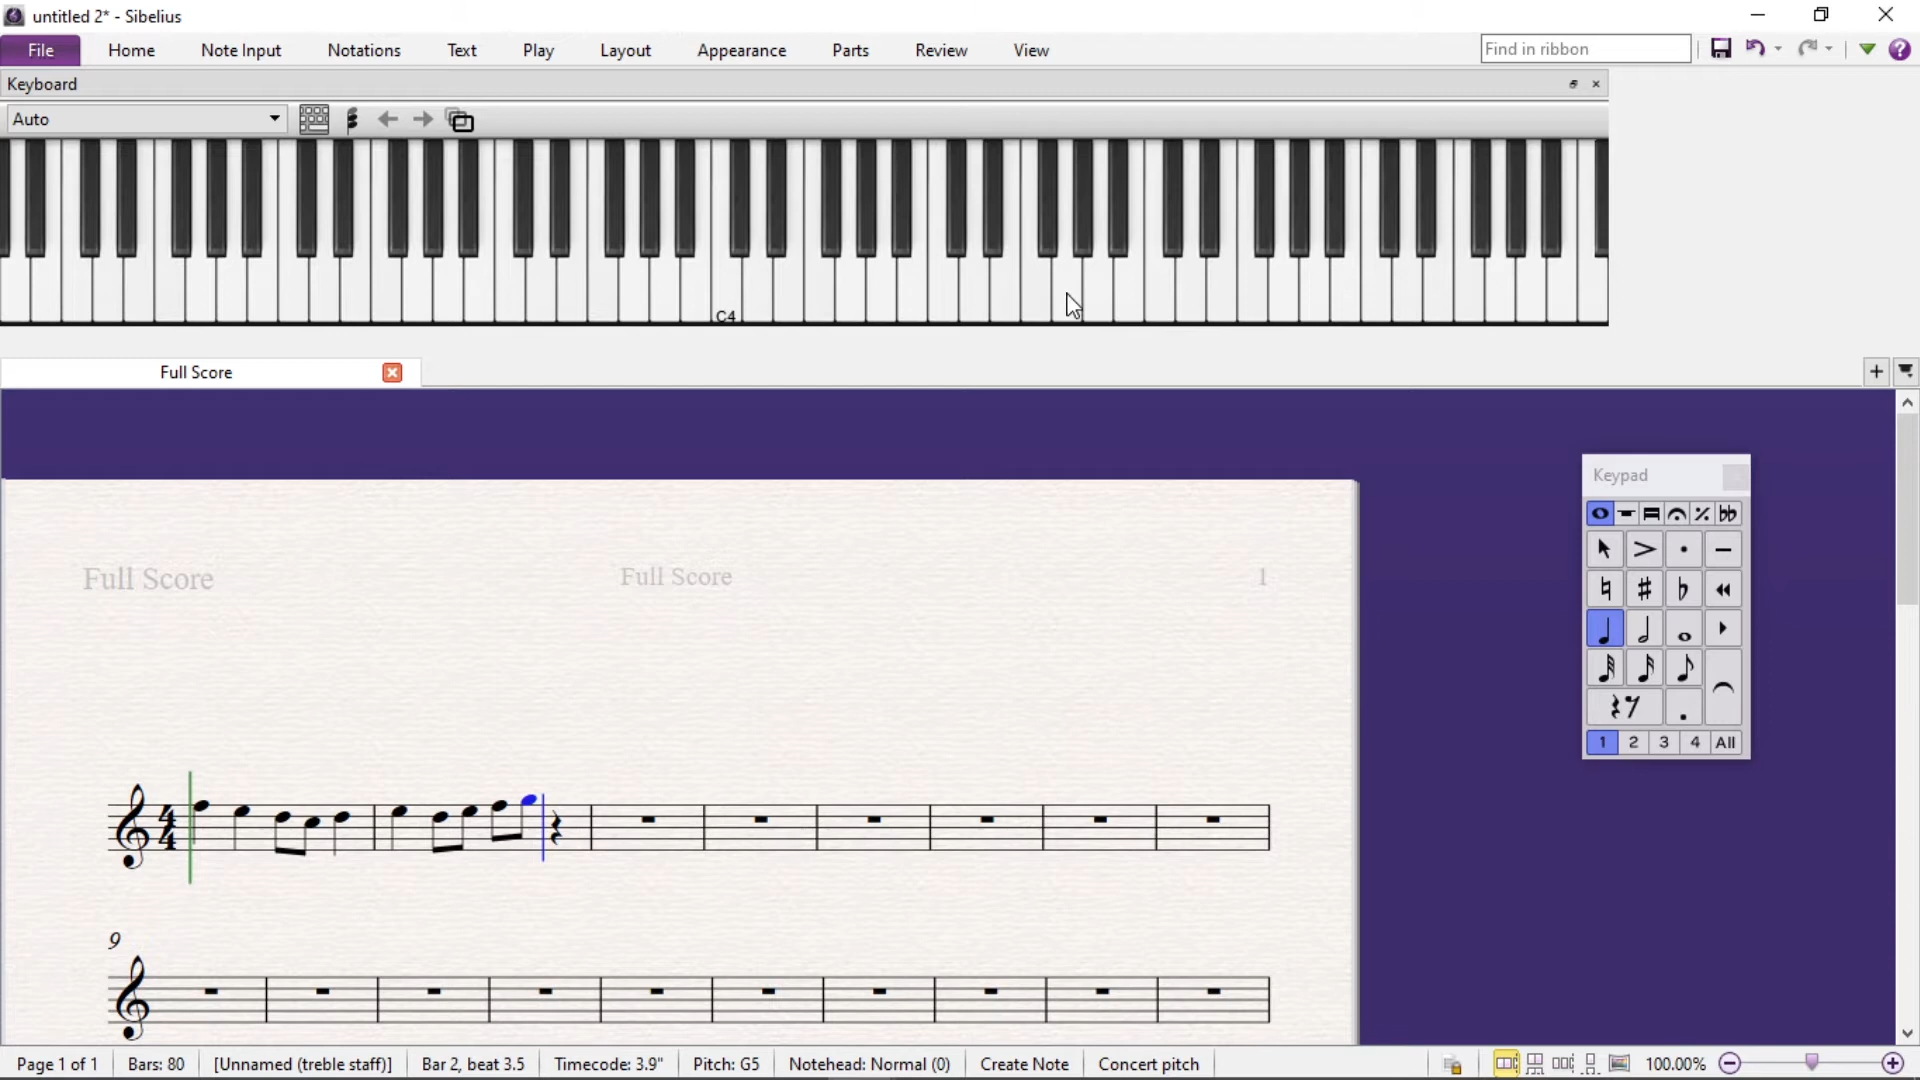 untitled 2* - Sibelius
File Home Note Input Notations Text Play Layout Appearance Parts Review View Find in ribbon
Keyboard
Auto
C4
Full Score
Keypad
Full Score Full Score 1
1 2 3 4 All
4
4
9
Page 1 of 1 Bars: 80 [Unnamed (treble staff)] Bar 2, beat 3.5 Timecode: 3.9" Pitch: G5 Notehead: Normal (0) Create Note Concert pitch 100.00%